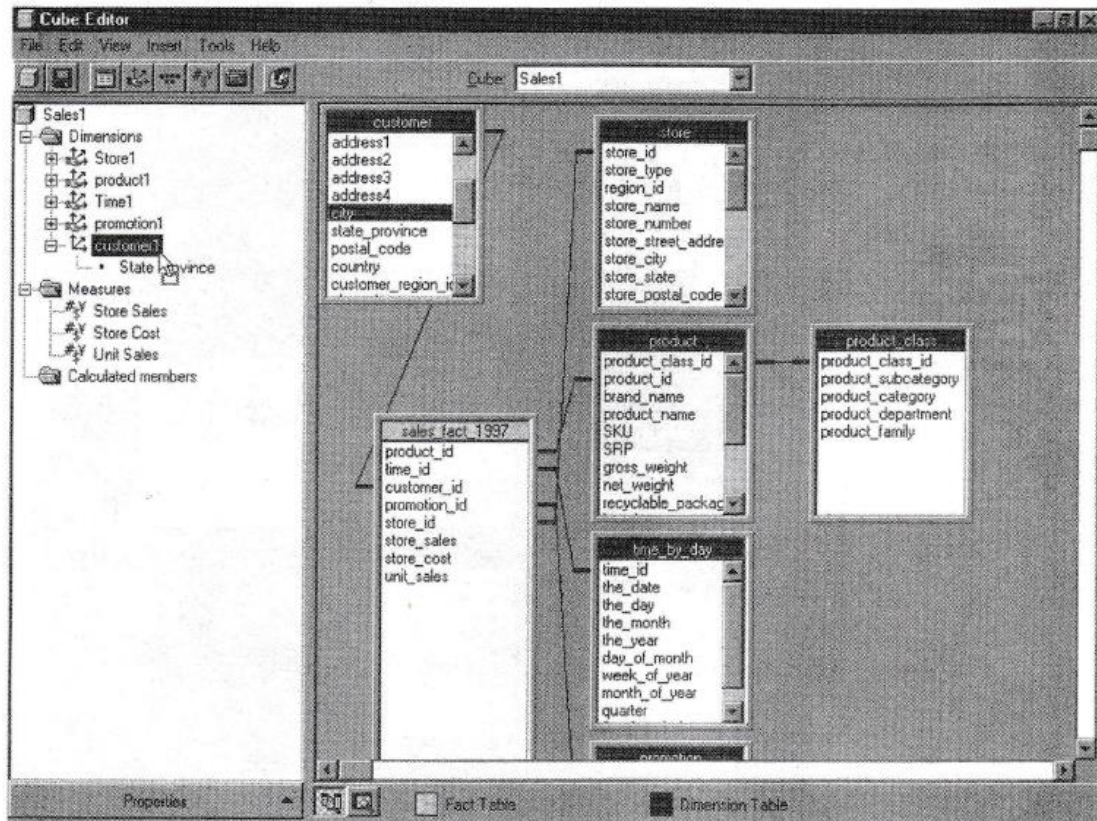 Cube Editor
File Edit View Insert Tools Help
Cube: Sales1
Sales1
Dimensions
Store1
product1
Time1
promotion1
customer1
State Province
Measures
Store Sales
Store Cost
Unit Sales
Calculated members
customer
address1
address2
address3
address4
city
state_province
postal_code
country
customer_region_id
store
store_id
store_type
region_id
store_name
store_number
store_street_addre
store_city
store_state
store_postal_code
product
product_class_id
product_id
brand_name
product_name
SKU
SRP
gross_weight
net_weight
recyclable_packag
product_class
product_class_id
product_subcategory
product_category
product_department
product_family
sales_fact_1997
product_id
time_id
customer_id
promotion_id
store_id
store_sales
store_cost
unit_sales
time_by_day
time_id
the_date
the_day
the_month
the_year
day_of_month
week_of_year
month_of_year
quarter
promotion
Properties
Fact Table
Dimension Table